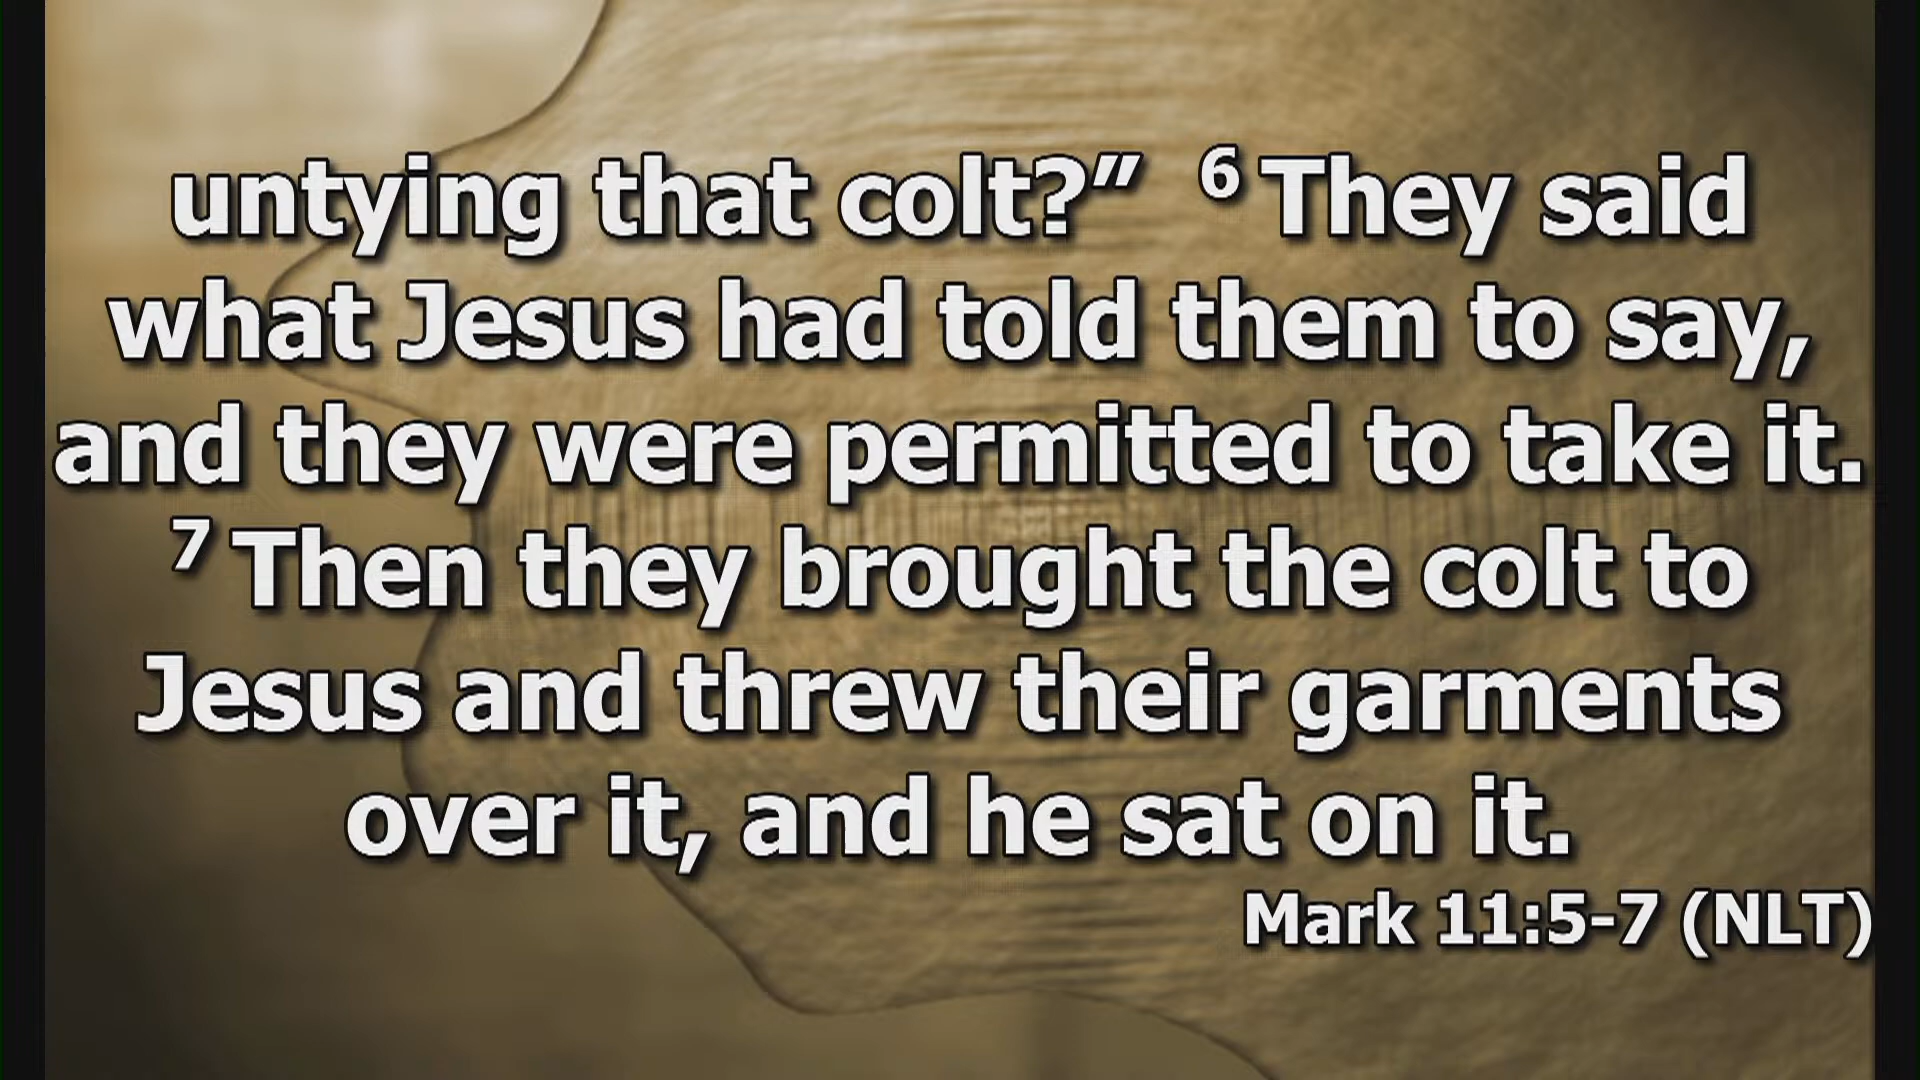 untying that colt?” ⁶ They said
what Jesus had told them to say,
and they were permitted to take it.
⁷ Then they brought the colt to
Jesus and threw their garments
over it, and he sat on it.
Mark 11:5-7 (NLT)